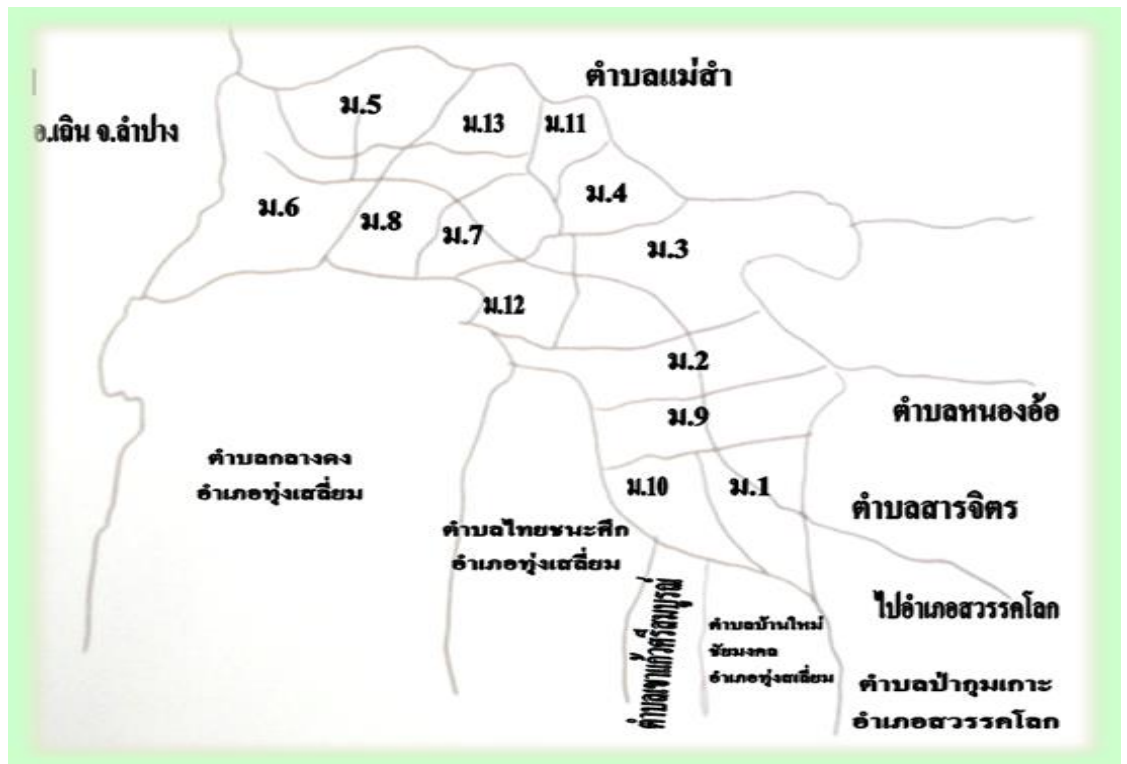 ตำบลแม่สำ
ม.5
ม.13
ม.11
อ.เถิน จ.ลำปาง
ม.4
ม.6
ม.8
ม.7
ม.3
ม.12
ม.2
ตำบลหนองอ้อ
ม.9
ตำบลกลางดง
อำเภอทุ่งเสลี่ยม
ม.10
ม.1
ตำบลสารจิตร
ตำบลไทยชนะศึก
อำเภอทุ่งเสลี่ยม
ไปอำเภอสวรรคโลก
ตำบลเขาแก้วศรีสมบูรณ์
ตำบลบ้านใหม่
ชัยมงคล
อำเภอทุ่งสเลี่ยม
ตำบลป่ากุมเกาะ
อำเภอสวรรคโลก